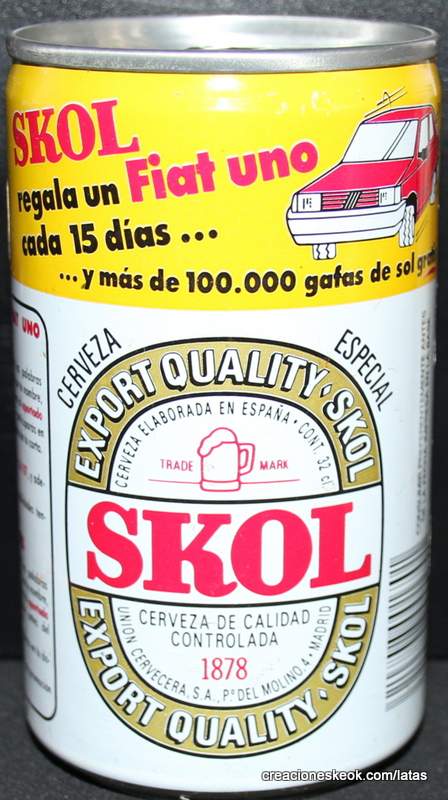 SKOL
regala un Fiat uno
cada 15 días ...
... y más de 100.000 gafas de sol
CERVEZA ESPECIAL
EXPORT QUALITY · SKOL
CERVEZA ELABORADA EN ESPAÑA · CONT. 32 cl.
TRADE MARK
SKOL
CERVEZA DE CALIDAD
CONTROLADA
1878
UNION CERVECERA, S.A., Pº DEL MOLINO, 4 - MADRID
EXPORT QUALITY · SKOL
UNO
creacioneskeok.com/latas